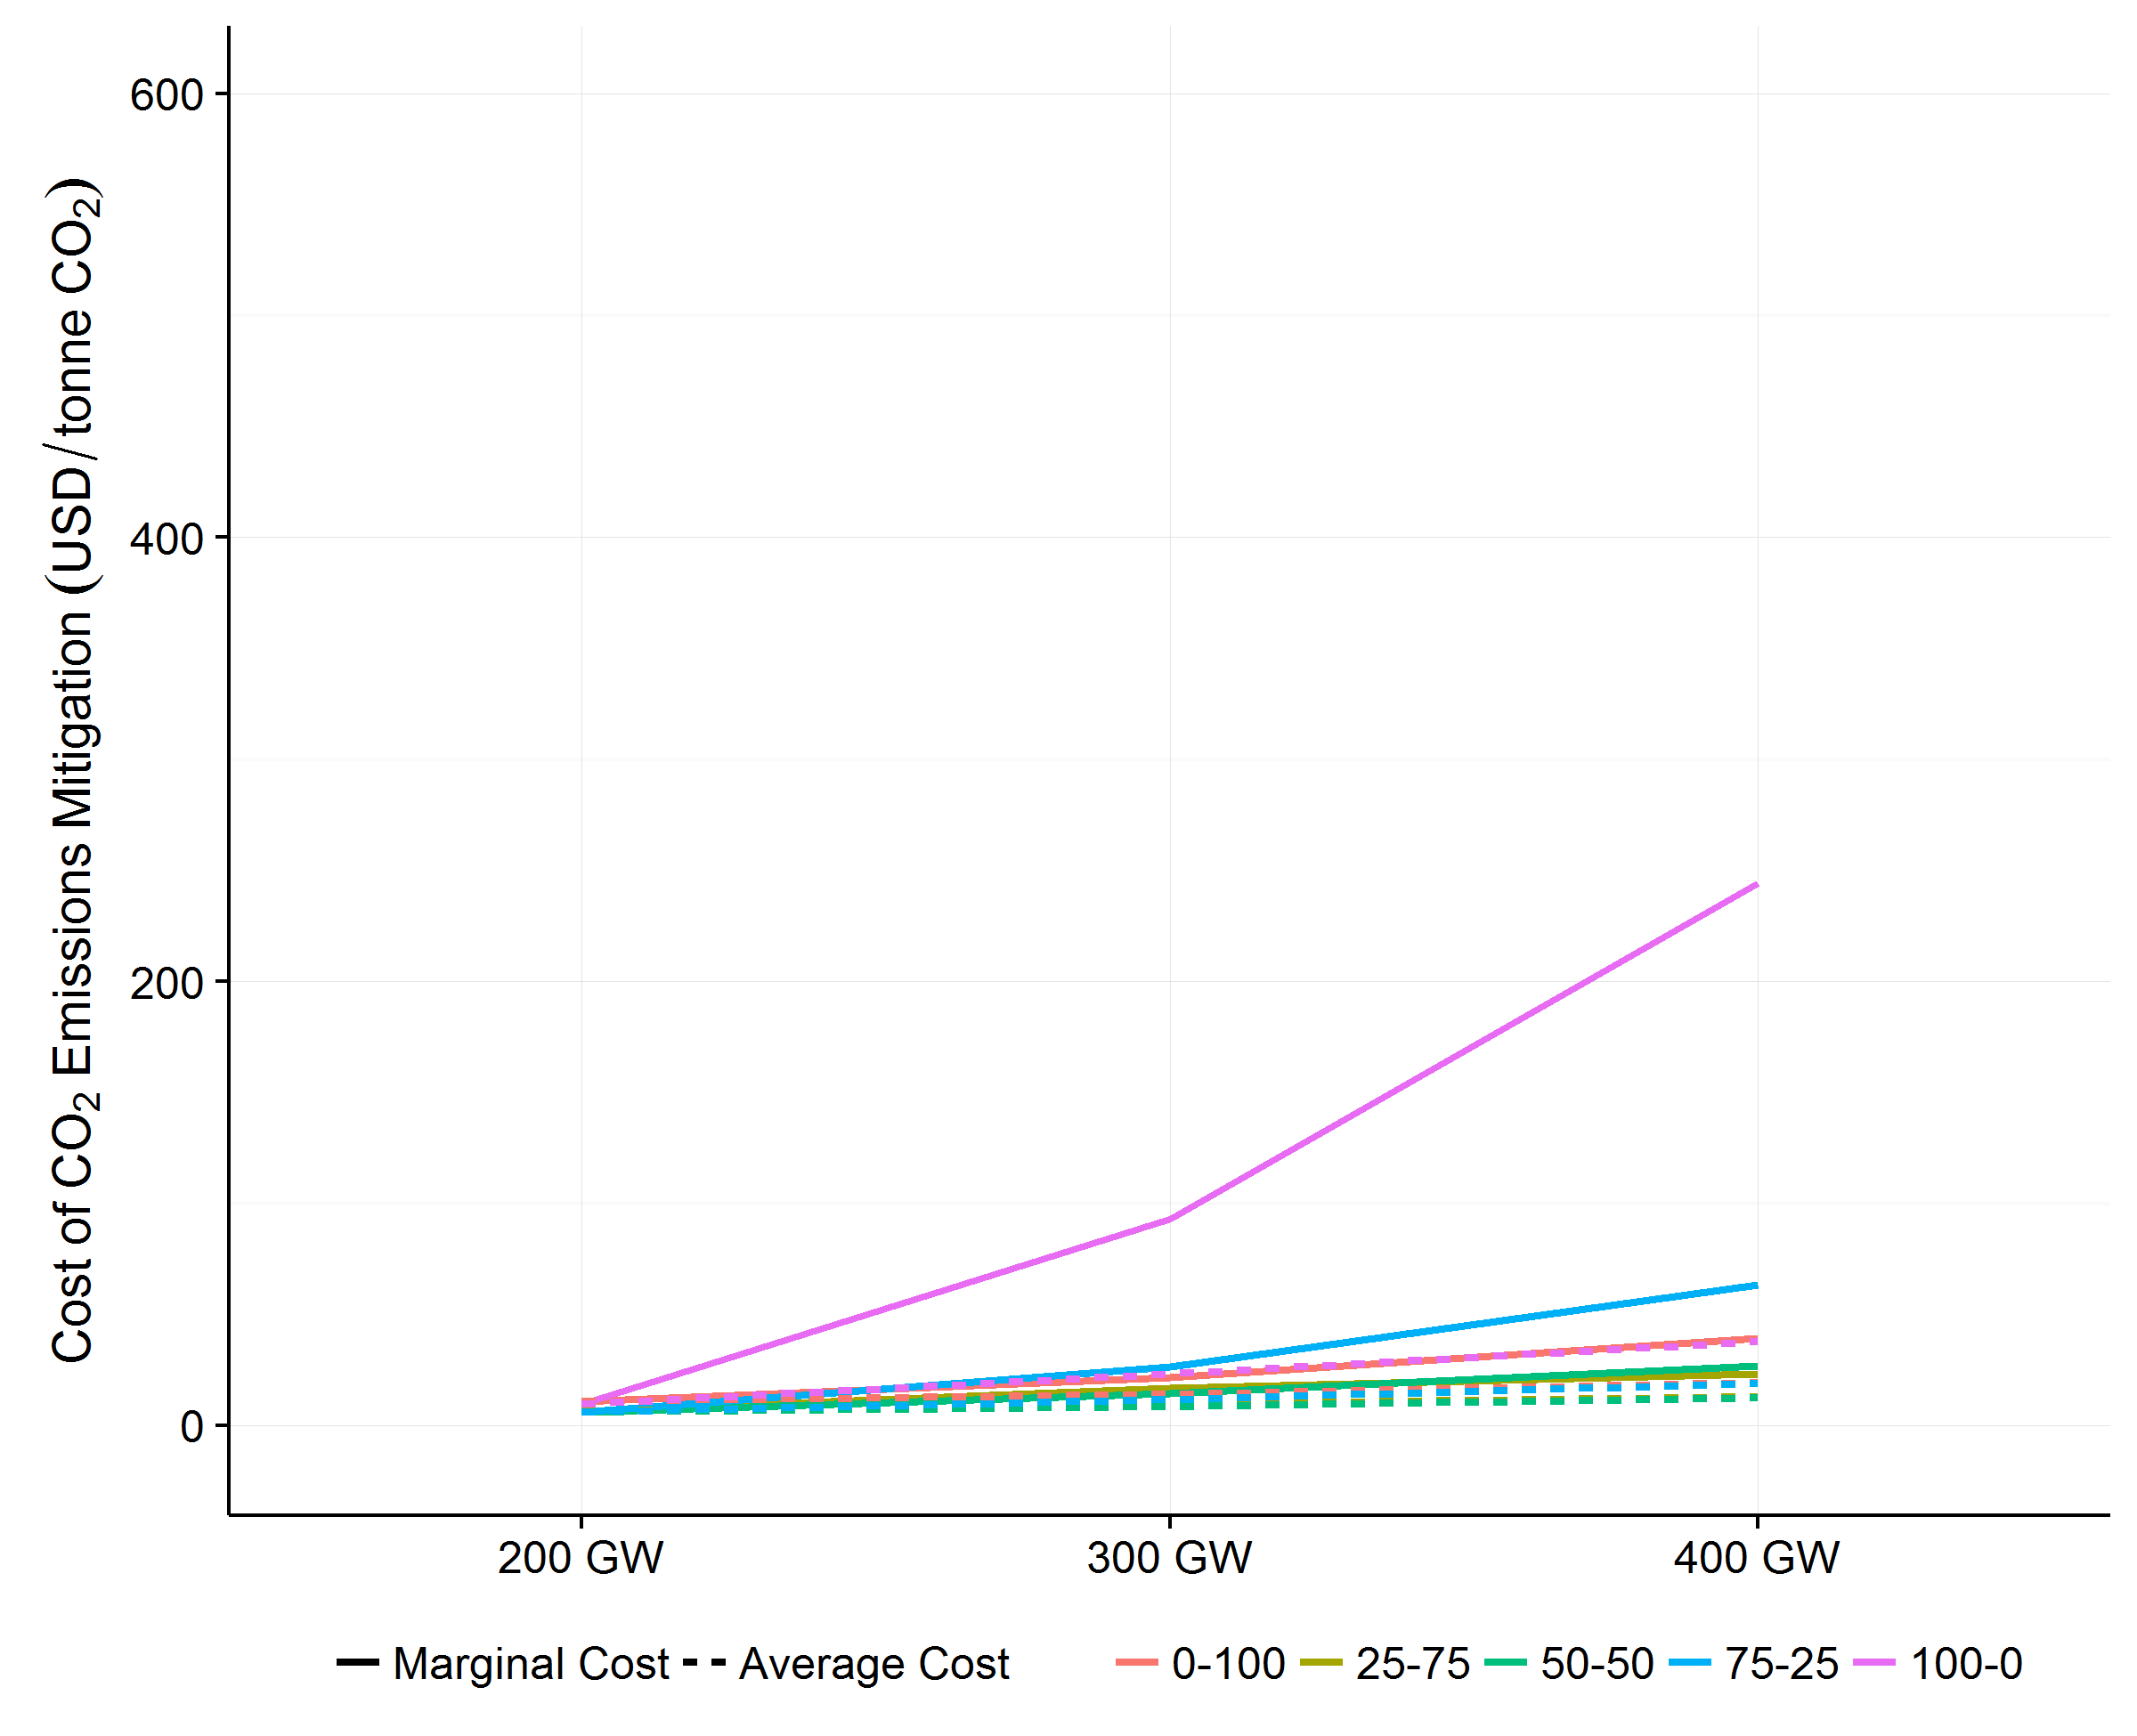 Cost of CO₂ Emissions Mitigation (USD/tonne CO₂)
600
400
200
0
200 GW 300 GW 400 GW
Marginal Cost Average Cost 0-100 25-75 50-50 75-25 100-0